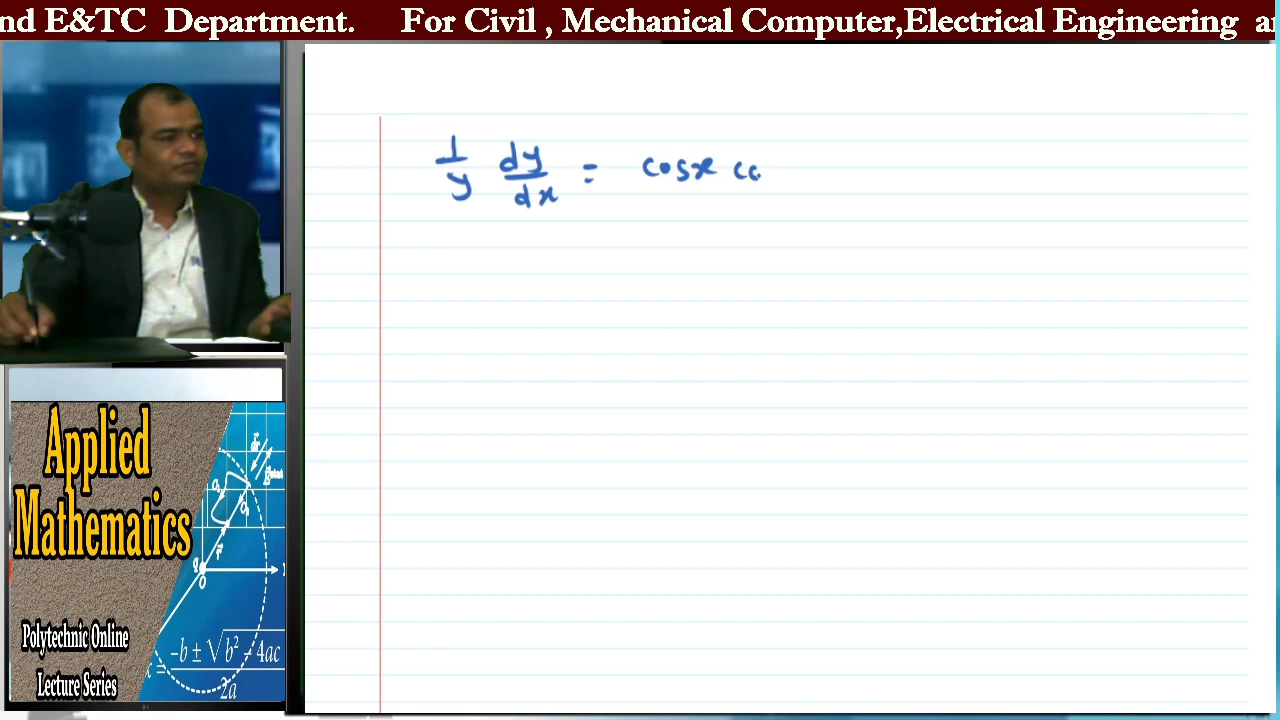 nd E&TC Department. For Civil , Mechanical Computer,Electrical Engineering a
1/y dy/dx = cosx co
Applied
Mathematics
Polytechnic Online
Lecture Series
x = -b ± √b² - 4ac / 2a